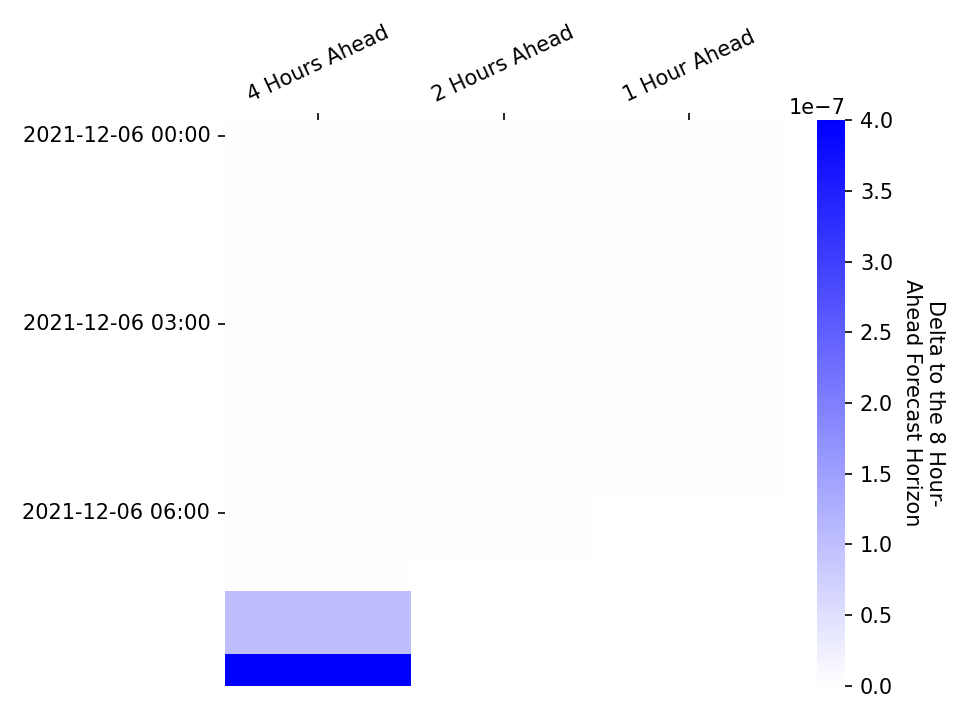 4 Hours Ahead
2 Hours Ahead
1 Hour Ahead
1e−7
2021-12-06 00:00
2021-12-06 03:00
2021-12-06 06:00
4.0
3.5
3.0
2.5
2.0
1.5
1.0
0.5
0.0
Delta to the 8 Hour-
Ahead Forecast Horizon